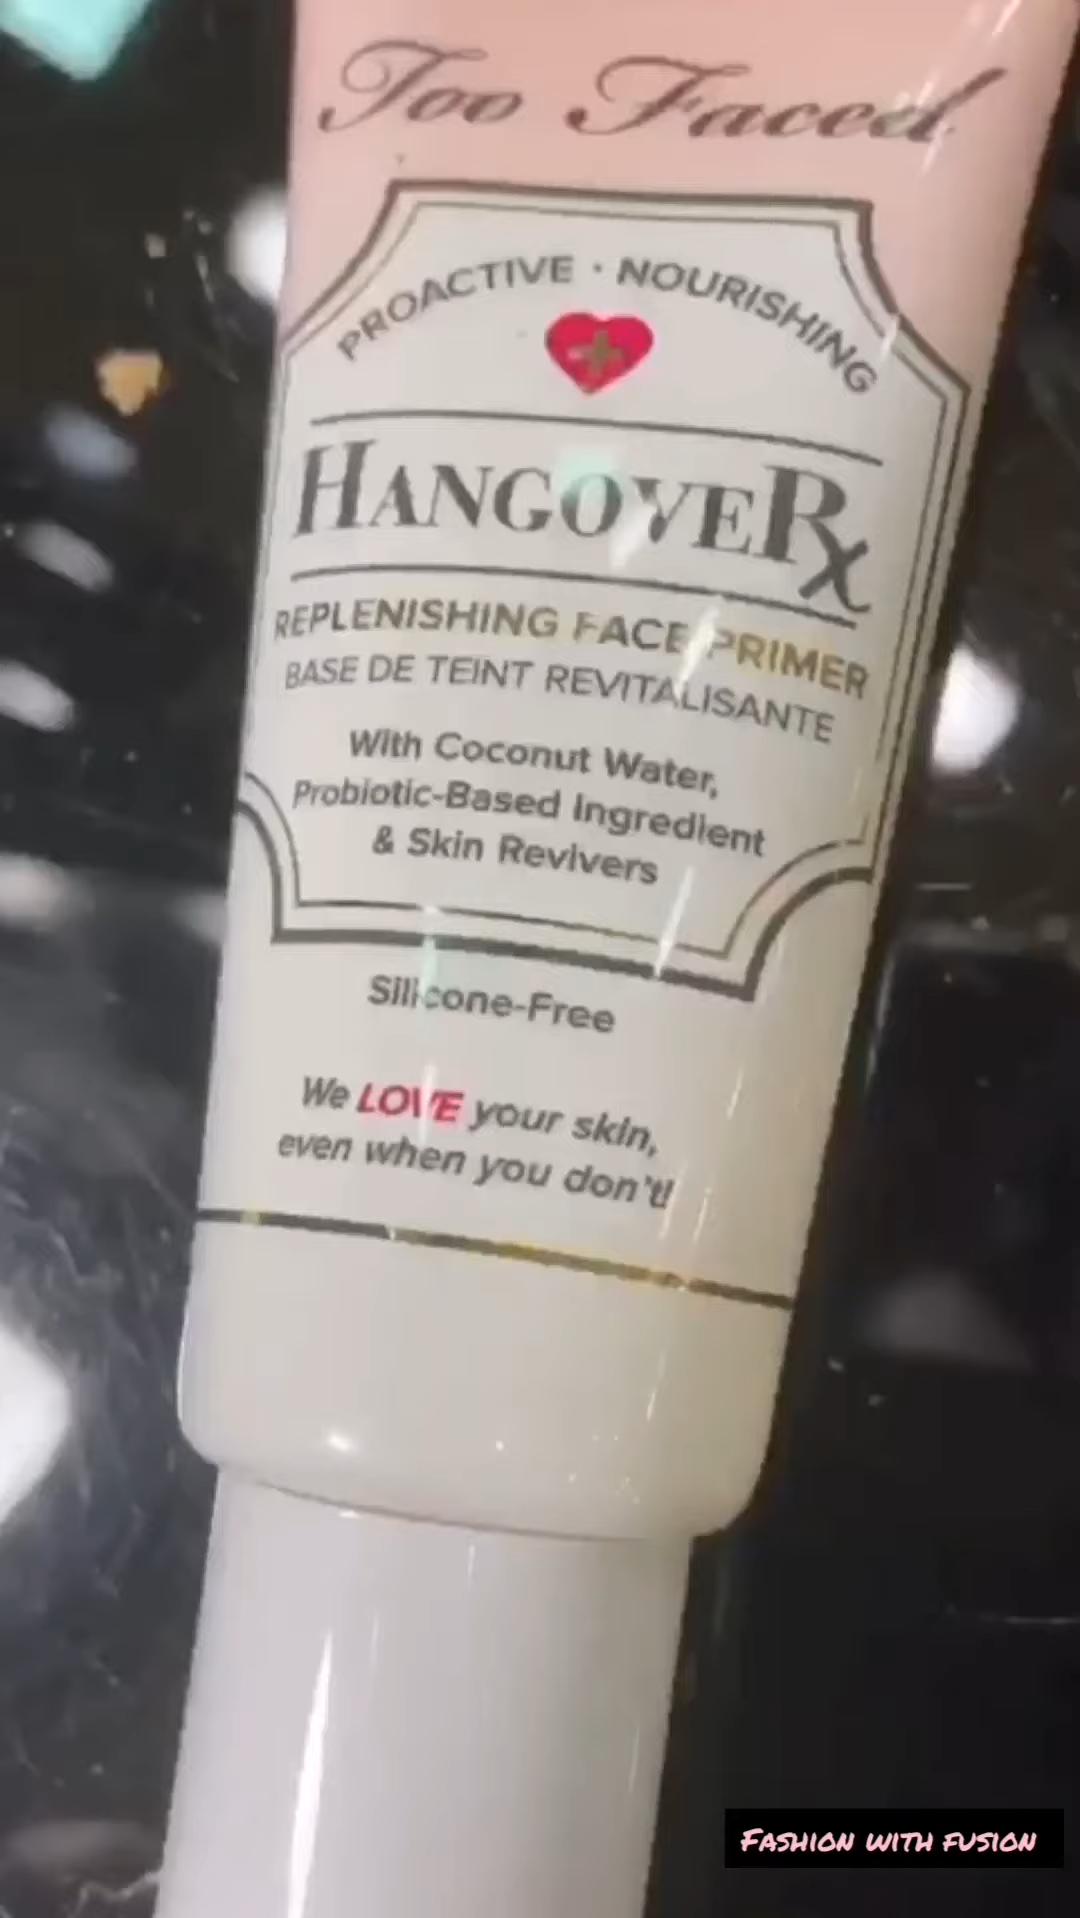 Too Faced
PROACTIVE · NOURISHING
HANGOVERx
REPLENISHING FACE PRIMER
BASE DE TEINT REVITALISANTE
With Coconut Water,
Probiotic-Based Ingredient
& Skin Revivers
Silicone-Free
We LOVE your skin,
even when you don't!
FASHION WITH FUSION